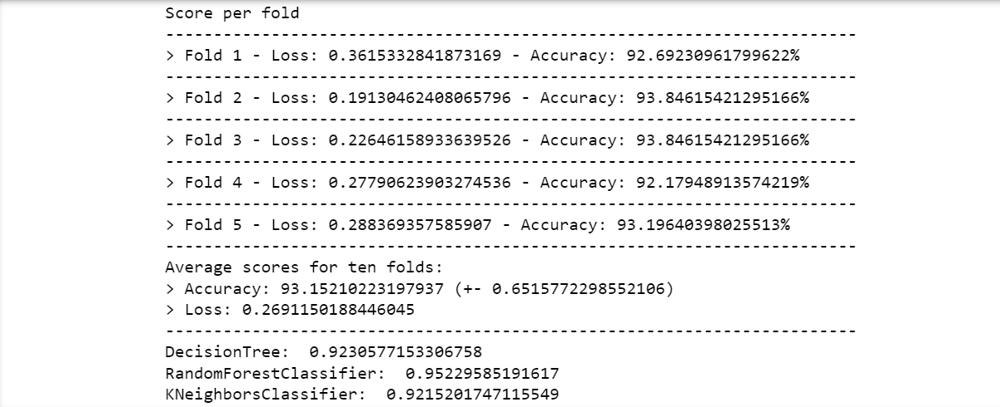 Score per fold
------------------------------------------------------------------------
> Fold 1 - Loss: 0.3615332841873169 - Accuracy: 92.69230961799622%
------------------------------------------------------------------------
> Fold 2 - Loss: 0.19130462408065796 - Accuracy: 93.84615421295166%
------------------------------------------------------------------------
> Fold 3 - Loss: 0.22646158933639526 - Accuracy: 93.84615421295166%
------------------------------------------------------------------------
> Fold 4 - Loss: 0.27790623903274536 - Accuracy: 92.17948913574219%
------------------------------------------------------------------------
> Fold 5 - Loss: 0.288369357585907 - Accuracy: 93.19640398025513%
------------------------------------------------------------------------
Average scores for ten folds:
> Accuracy: 93.15210223197937 (+- 0.6515772298552106)
> Loss: 0.2691150188446045
------------------------------------------------------------------------
DecisionTree:  0.9230577153306758
RandomForestClassifier:  0.95229585191617
KNeighborsClassifier:  0.9215201747115549